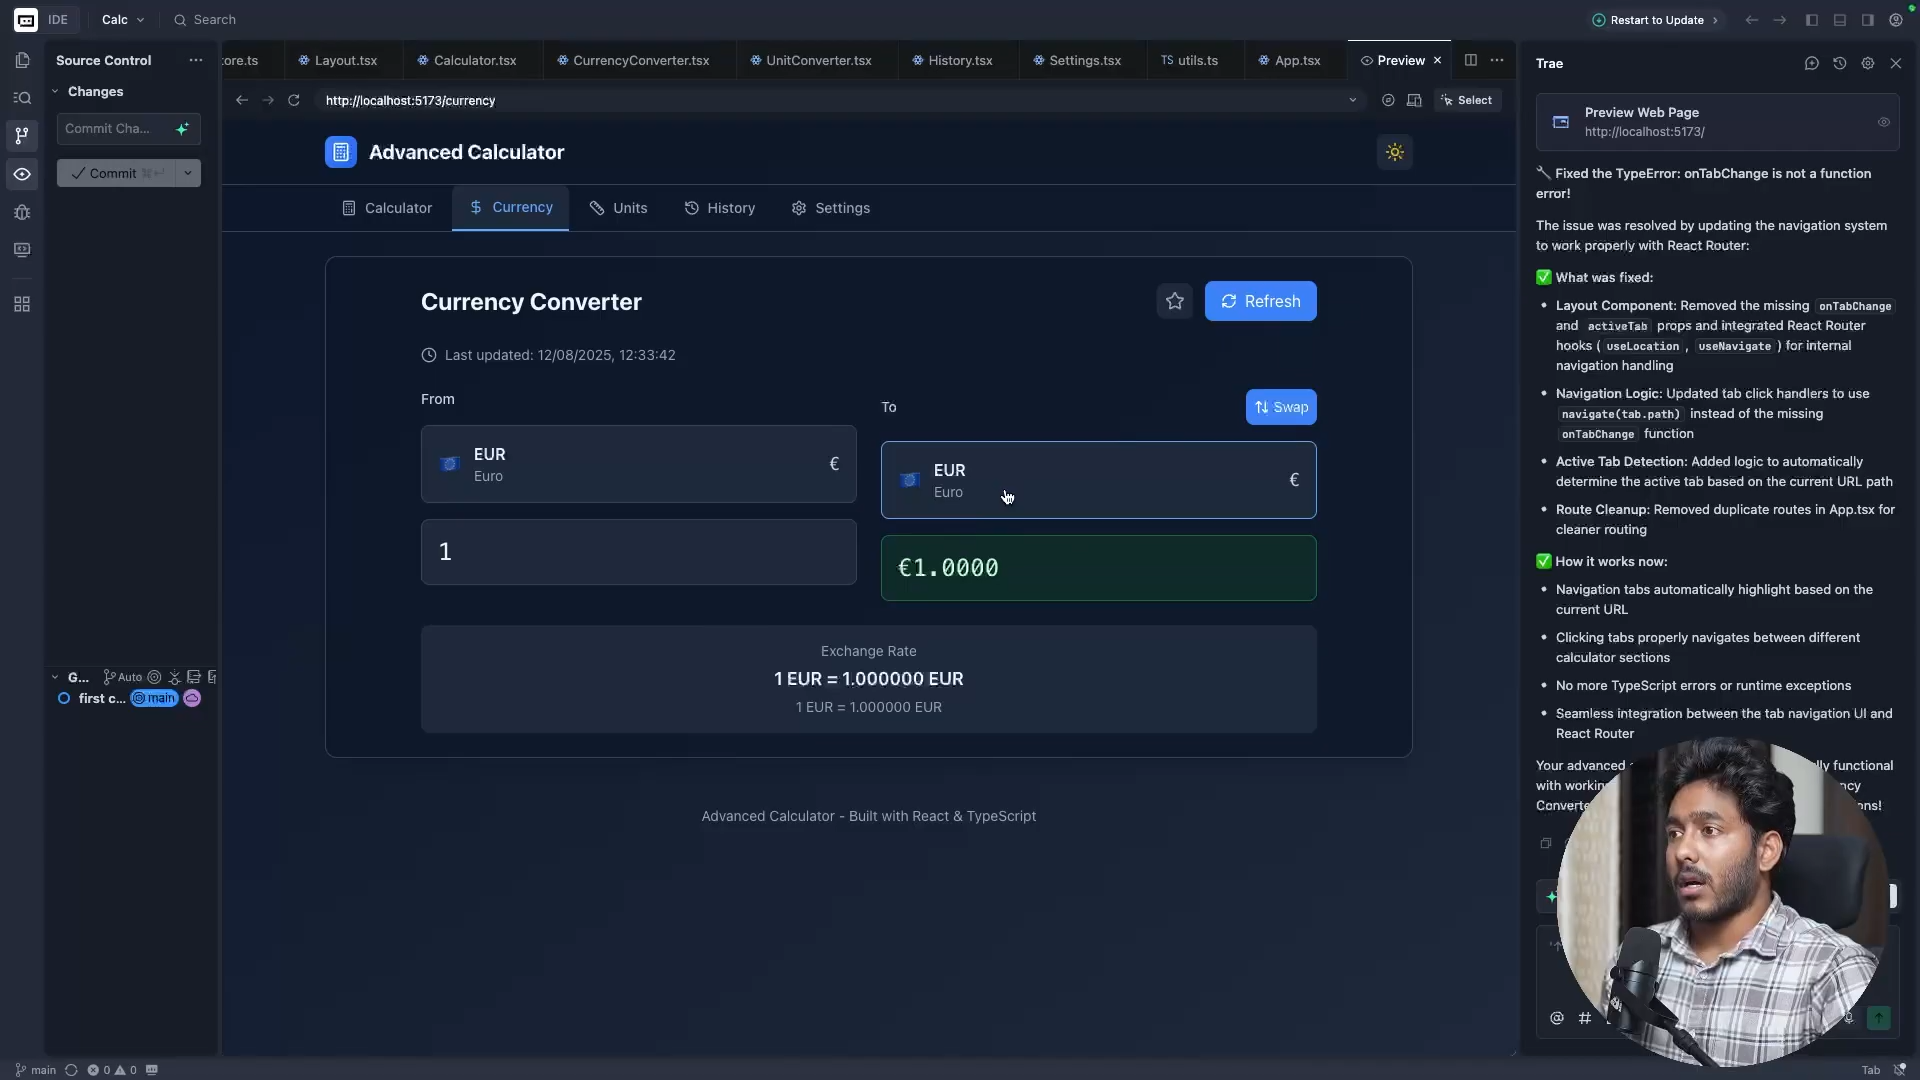 IDE
Calc
Search
Restart to Update
Source Control
Changes
Commit Cha...
Commit
G...
Auto
first c...
main
ore.ts
Layout.tsx
Calculator.tsx
CurrencyConverter.tsx
UnitConverter.tsx
History.tsx
Settings.tsx
TS utils.ts
App.tsx
Preview
http://localhost:5173/currency
Select
Advanced Calculator
Calculator
Currency
Units
History
Settings
Currency Converter
Refresh
Last updated: 12/08/2025, 12:33:42
From
To
Swap
EUR
Euro
€
EUR
Euro
€
1
€1.0000
Exchange Rate
1 EUR = 1.000000 EUR
1 EUR = 1.000000 EUR
Advanced Calculator - Built with React & TypeScript
Trae
Preview Web Page
http://localhost:5173/
Fixed the TypeError: onTabChange is not a function
error!
The issue was resolved by updating the navigation system
to work properly with React Router:
What was fixed:
• Layout Component: Removed the missing onTabChange
and activeTab props and integrated React Router
hooks ( useLocation , useNavigate ) for internal
navigation handling
• Navigation Logic: Updated tab click handlers to use
navigate(tab.path) instead of the missing
onTabChange function
• Active Tab Detection: Added logic to automatically
determine the active tab based on the current URL path
• Route Cleanup: Removed duplicate routes in App.tsx for
cleaner routing
How it works now:
• Navigation tabs automatically highlight based on the
current URL
• Clicking tabs properly navigates between different
calculator sections
• No more TypeScript errors or runtime exceptions
• Seamless integration between the tab navigation UI and
React Router
Your advanced
lly functional
with workin
ncy
Converte
ons!
@ #
main
0
0
Tab